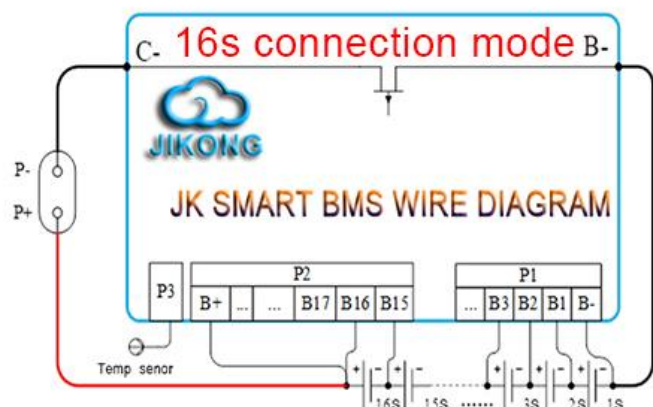 C- 16s connection mode B-
JIKONG
P-
P+
JK SMART BMS WIRE DIAGRAM
P3
P2
P1
B+ ... ... B17 B16 B15
... B3 B2 B1 B-
Temp senor
+ - + - + - + - + -
16S 15S ...... 3S 2S 1S